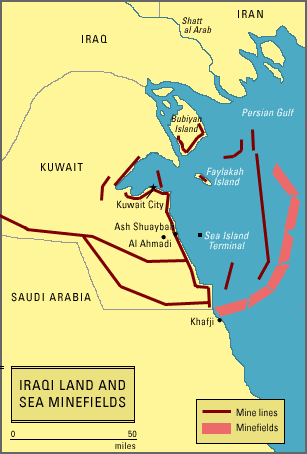 IRAN
Shatt
al Arab
IRAQ
Persian Gulf
Bubiyan
Island
KUWAIT
Faylakah
Island
Kuwait City
Ash Shuaybah
Sea Island
Terminal
Al Ahmadi
SAUDI ARABIA
Khafji
IRAQI LAND AND
SEA MINEFIELDS
0 50
miles
Mine lines
Minefields